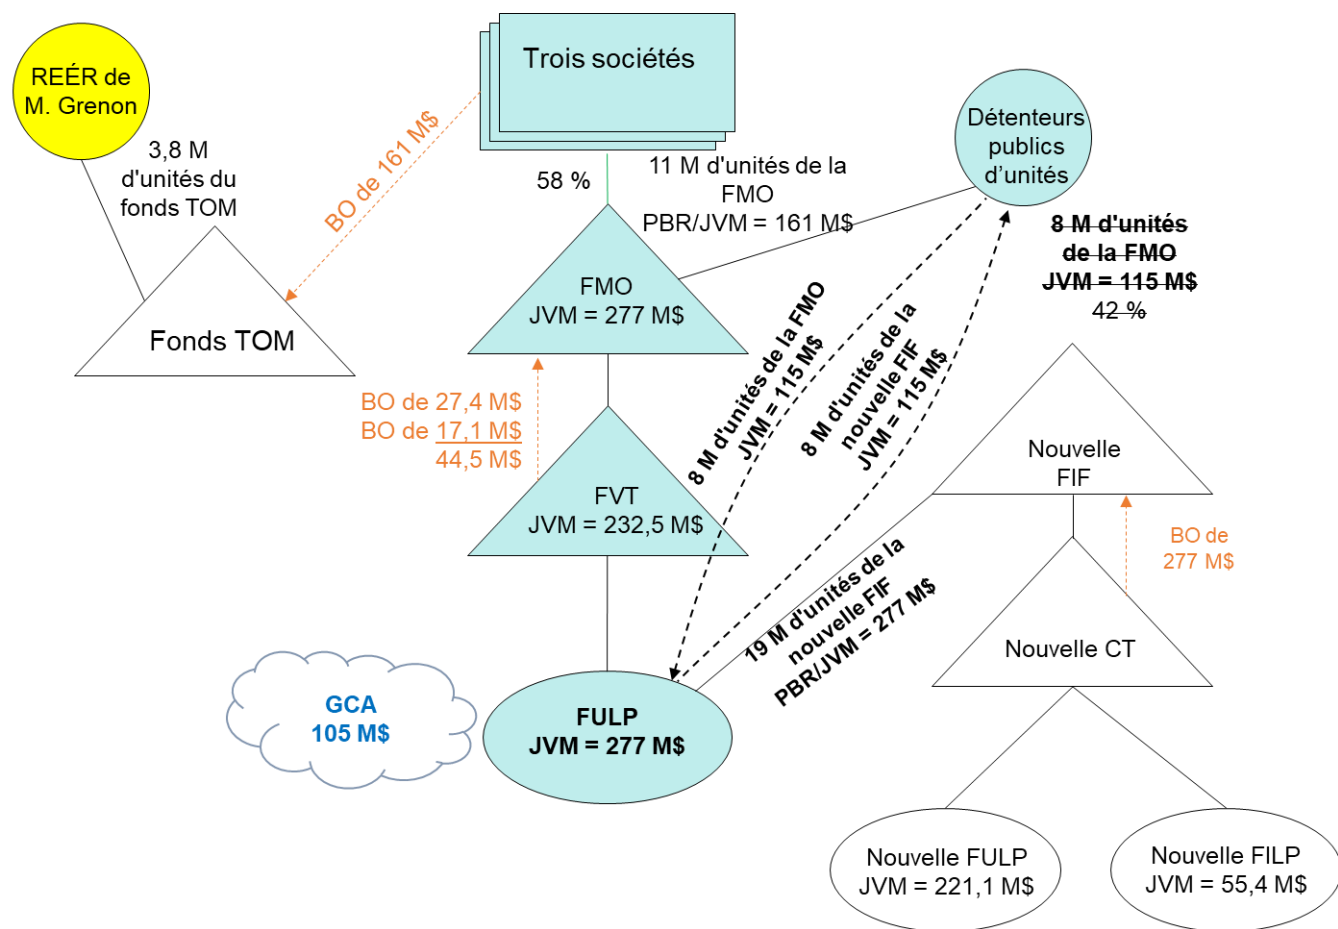 REÉR de
M. Grenon
3,8 M
d'unités du
fonds TOM
Fonds TOM
BO de 161 M$
Trois sociétés
58 %
11 M d'unités de la
FMO
PBR/JVM = 161 M$
Détenteurs
publics
d’unités
8 M d'unités
de la FMO
JVM = 115 M$
42 %
FMO
JVM = 277 M$
BO de 27,4 M$
BO de 17,1 M$
44,5 M$
FVT
JVM = 232,5 M$
8 M d'unités de la FMO
JVM = 115 M$
8 M d'unités de la
nouvelle FIF
JVM = 115 M$
19 M d'unités de la
nouvelle FIF
PBR/JVM = 277 M$
Nouvelle
FIF
BO de
277 M$
Nouvelle CT
GCA
105 M$
FULP
JVM = 277 M$
Nouvelle FULP
JVM = 221,1 M$
Nouvelle FILP
JVM = 55,4 M$